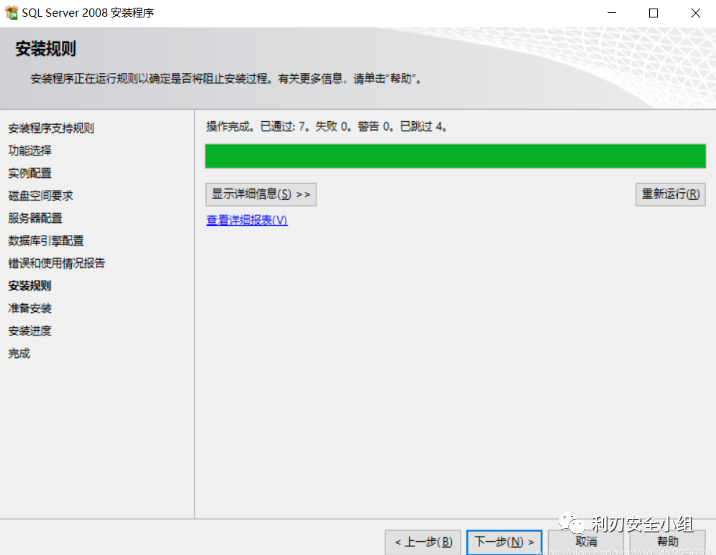 SQL Server 2008 安装程序
安装规则
安装程序正在运行规则以确定是否将阻止安装过程。有关更多信息，请单击“帮助”。
安装程序支持规则
功能选择
实例配置
磁盘空间要求
服务器配置
数据库引擎配置
错误和使用情况报告
安装规则
准备安装
安装进度
完成
操作完成。已通过: 7。失败 0。警告 0。已跳过 4。
显示详细信息(S) >>
重新运行(R)
查看详细报表(V)
利刃安全小组
< 上一步(B)
下一步(N) >
取消
帮助